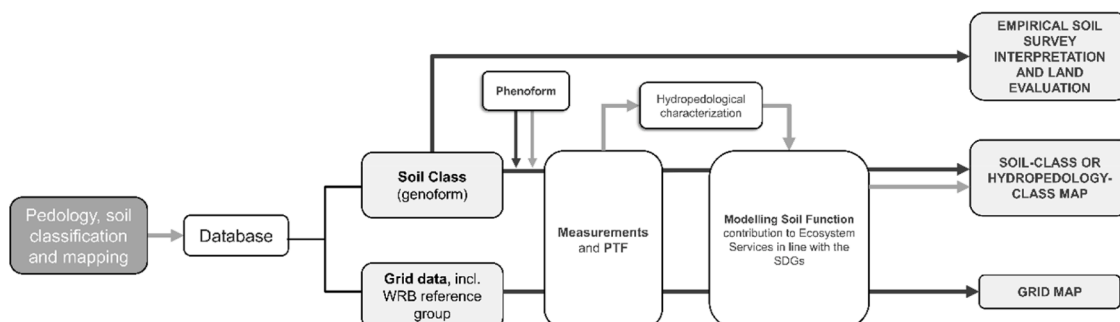 Pedology, soil
classification
and mapping
Database
Soil Class
(genoform)
Grid data, incl.
WRB reference
group
Phenoform
Measurements
and PTF
Hydropedological
characterization
Modelling Soil Function
contribution to Ecosystem
Services in line with the
SDGs
EMPIRICAL SOIL
SURVEY
INTERPRETATION
AND LAND
EVALUATION
SOIL-CLASS OR
HYDROPEDOLOGY-
CLASS MAP
GRID MAP